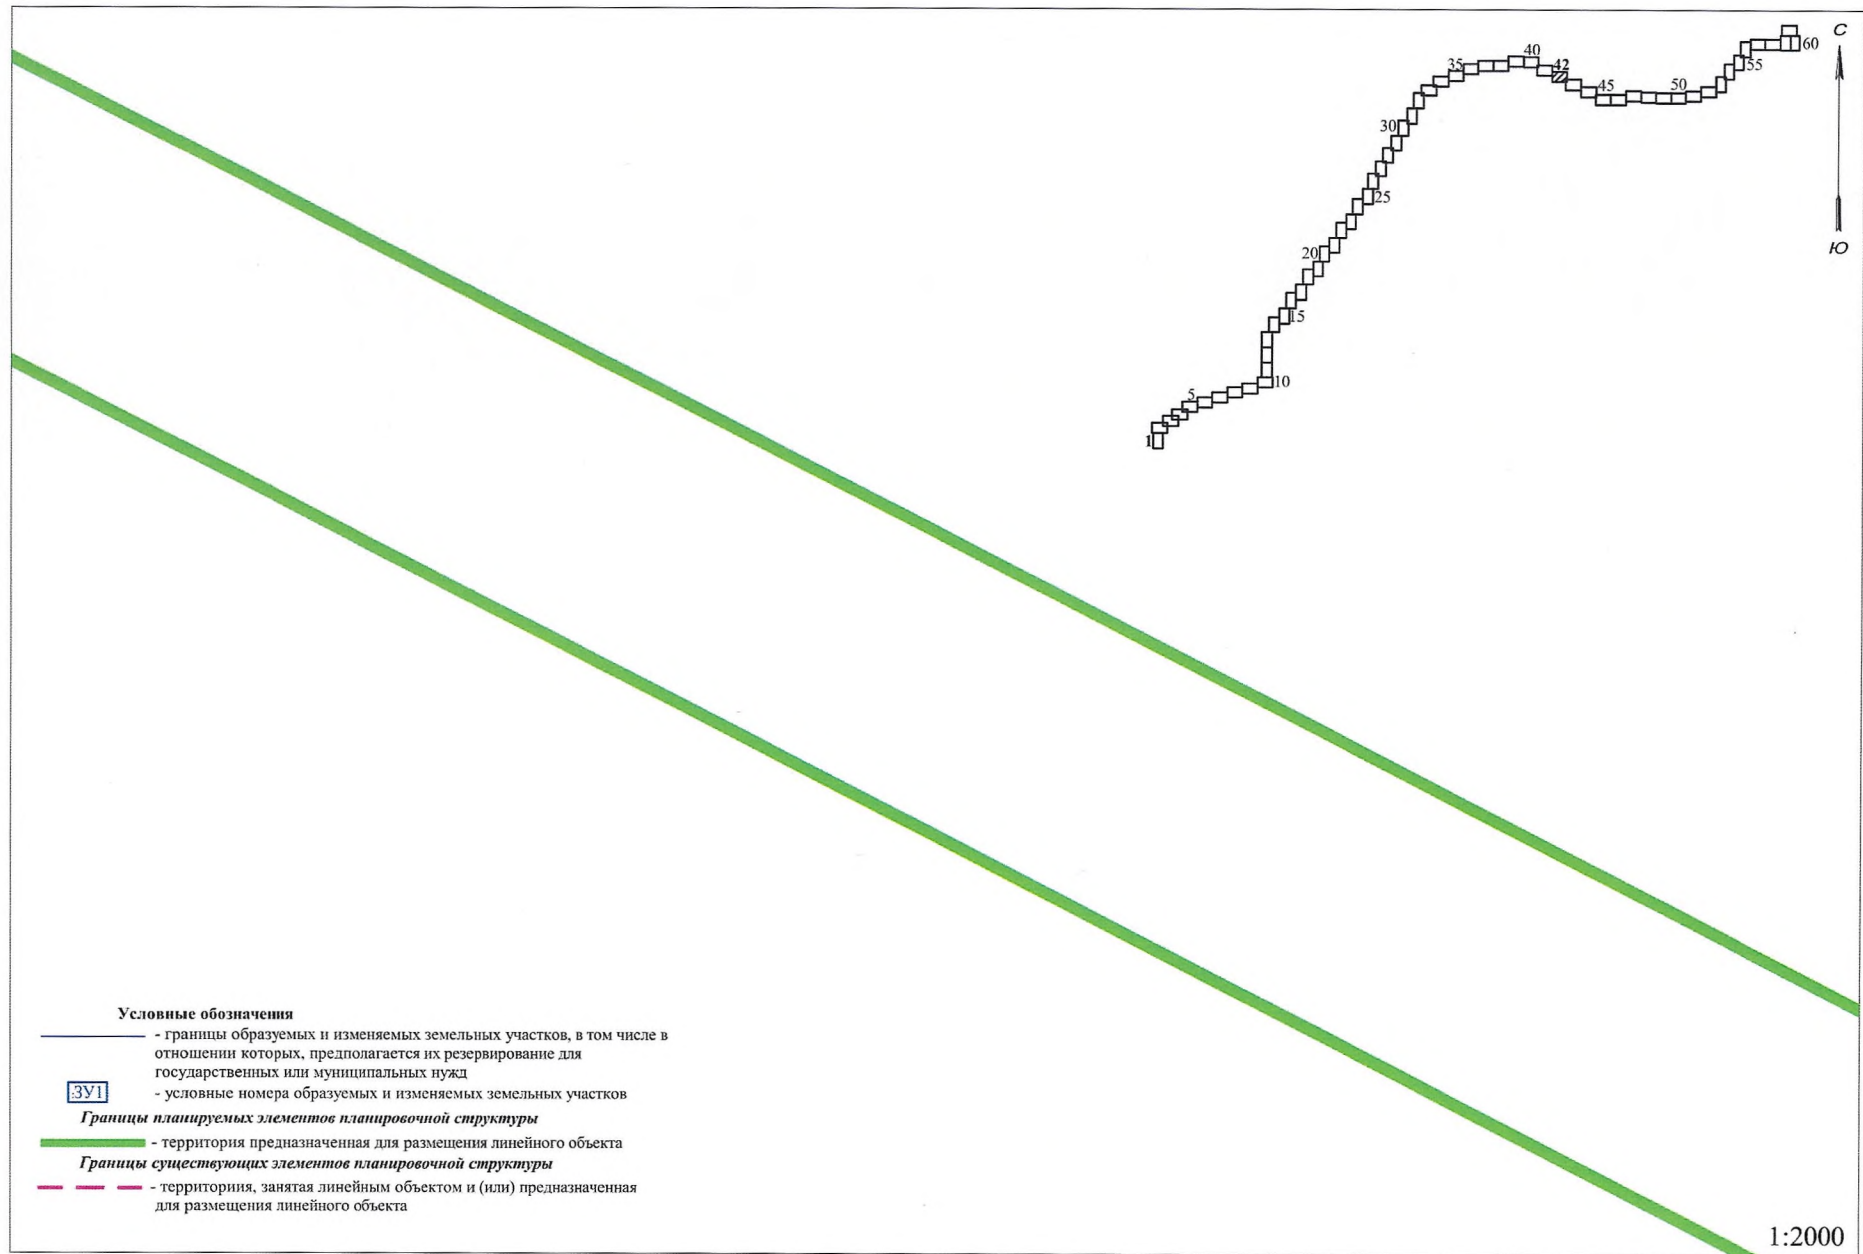 С
60
40
35
42
55
45
50
30
25
20
Ю
15
10
5
1
Условные обозначения
- границы образуемых и изменяемых земельных участков, в том числе в
отношении которых, предполагается их резервирование для
государственных или муниципальных нужд
:ЗУ1
- условные номера образуемых и изменяемых земельных участков
Границы планируемых элементов планировочной структуры
- территория предназначенная для размещения линейного объекта
Границы существующих элементов планировочной структуры
- территориия, занятая линейным объектом и (или) предназначенная
для размещения линейного объекта
1:2000